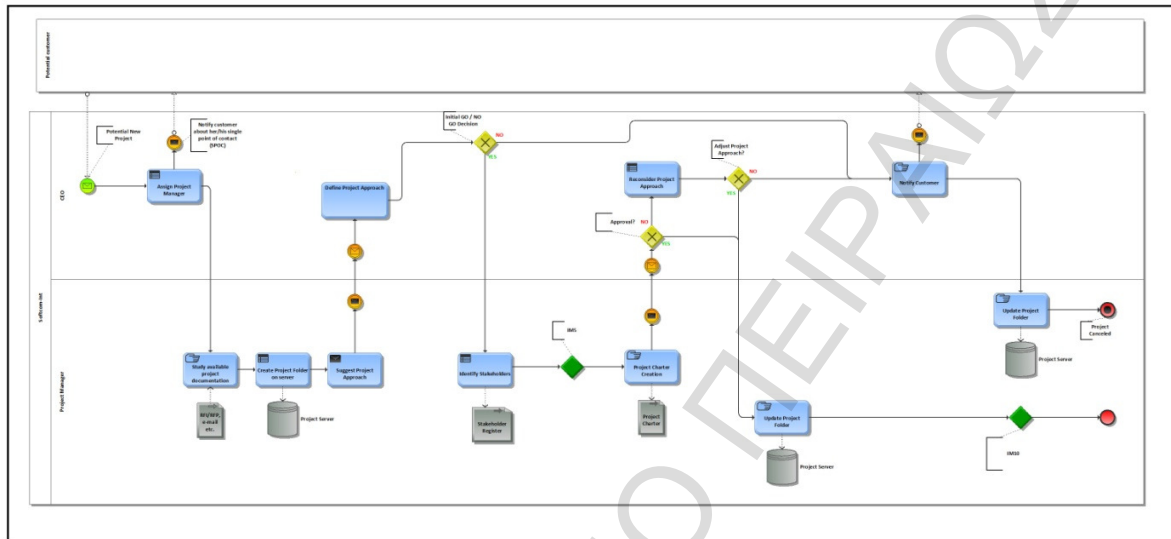 Potential customer
Softcom-Int
CEO
Project Manager
Potential New
Project
Notify customer
about her/his single
point of contact
(SPOC)
Assign Project
Manager
Define Project Approach
Initial GO / NO
GO Decision
NO
YES
Reconsider Project
Approach
Adjust Project
Approach?
NO
YES
Approval?
NO
YES
Notify Customer
Study available
project
documentation
e-mail
etc.
Create Project Folder
on server
Project Server
Suggest Project
Approach
Identify Stakeholders
Stakeholder
Register
IM5
Project Charter
Creation
Project
Charter
Update Project
Folder
Project Server
Update Project
Folder
Project Server
Project
Canceled
IM10
Ο ΠΕΙΡΑΙΩΣ